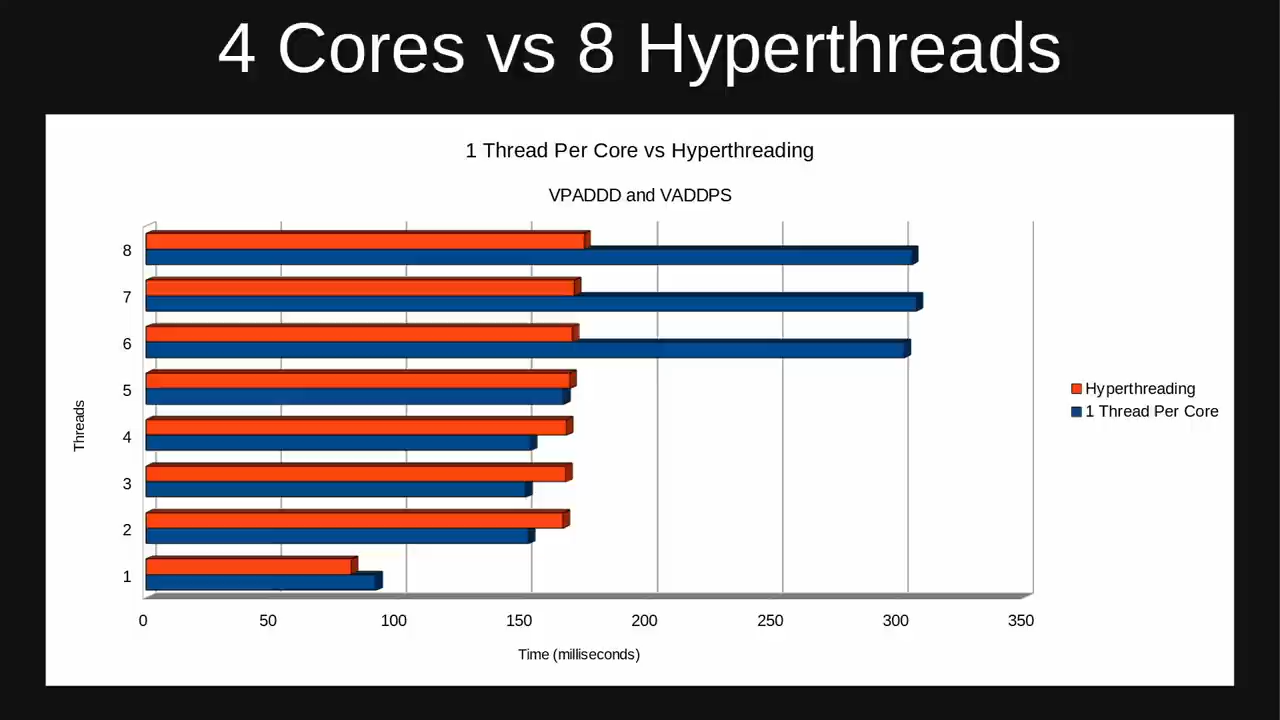 4 Cores vs 8 Hyperthreads
1 Thread Per Core vs Hyperthreading
VPADDD and VADDPS
8
7
6
5
4
3
2
1
Threads
0 50 100 150 200 250 300 350
Time (milliseconds)
Hyperthreading
1 Thread Per Core